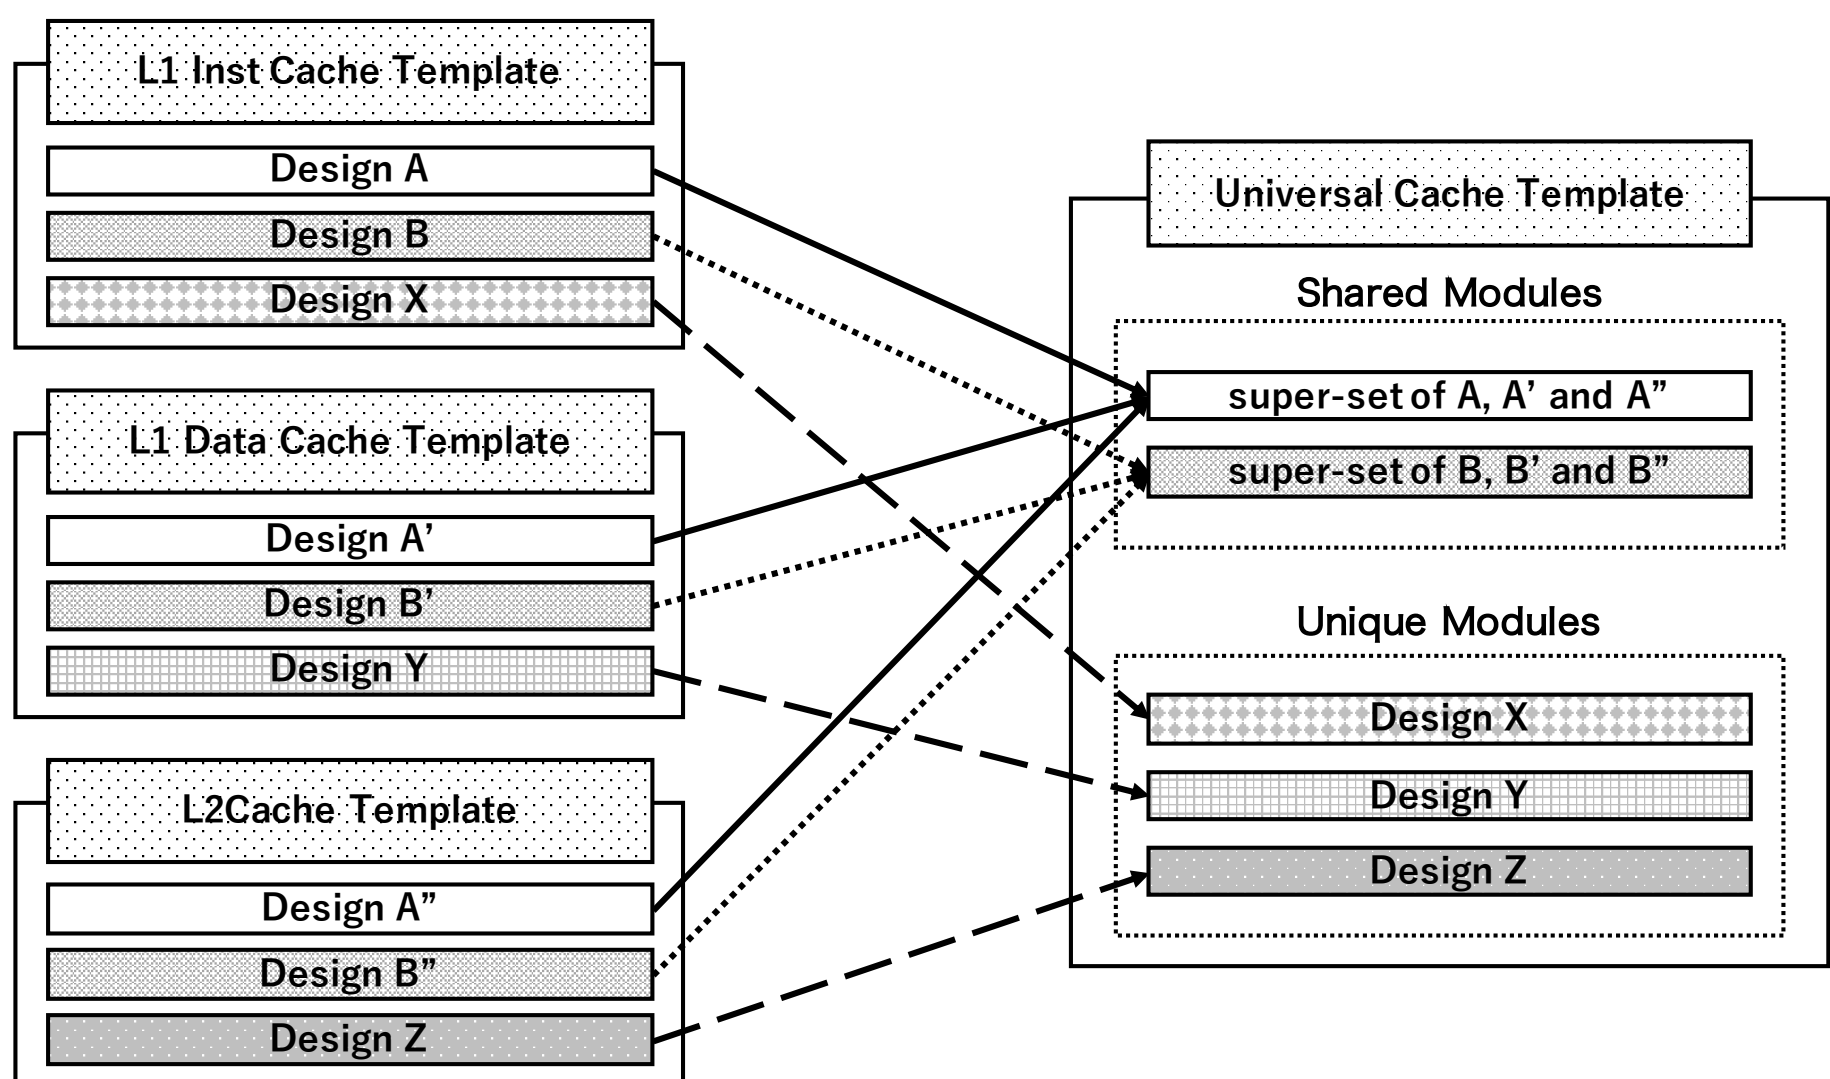 L1 Inst Cache Template
Design A
Design B
Design X
L1 Data Cache Template
Design A’
Design B’
Design Y
L2Cache Template
Design A”
Design B”
Design Z
Universal Cache Template
Shared Modules
super-set of A, A’ and A”
super-set of B, B’ and B”
Unique Modules
Design X
Design Y
Design Z